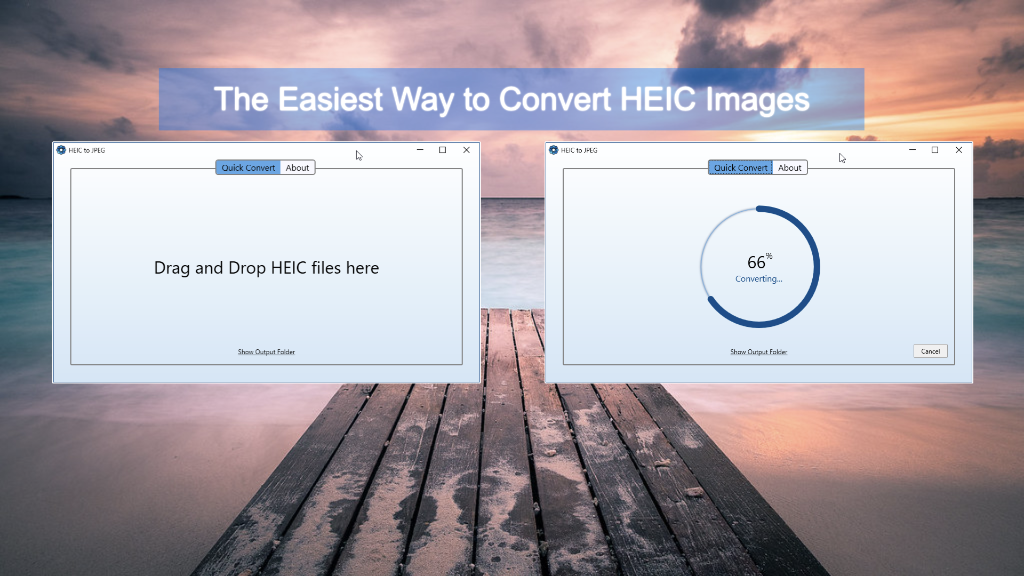 The Easiest Way to Convert HEIC Images
HEIC to JPEG
Quick Convert About
Drag and Drop HEIC files here
Show Output Folder
HEIC to JPEG
Quick Convert About
66%
Converting...
Show Output Folder
Cancel